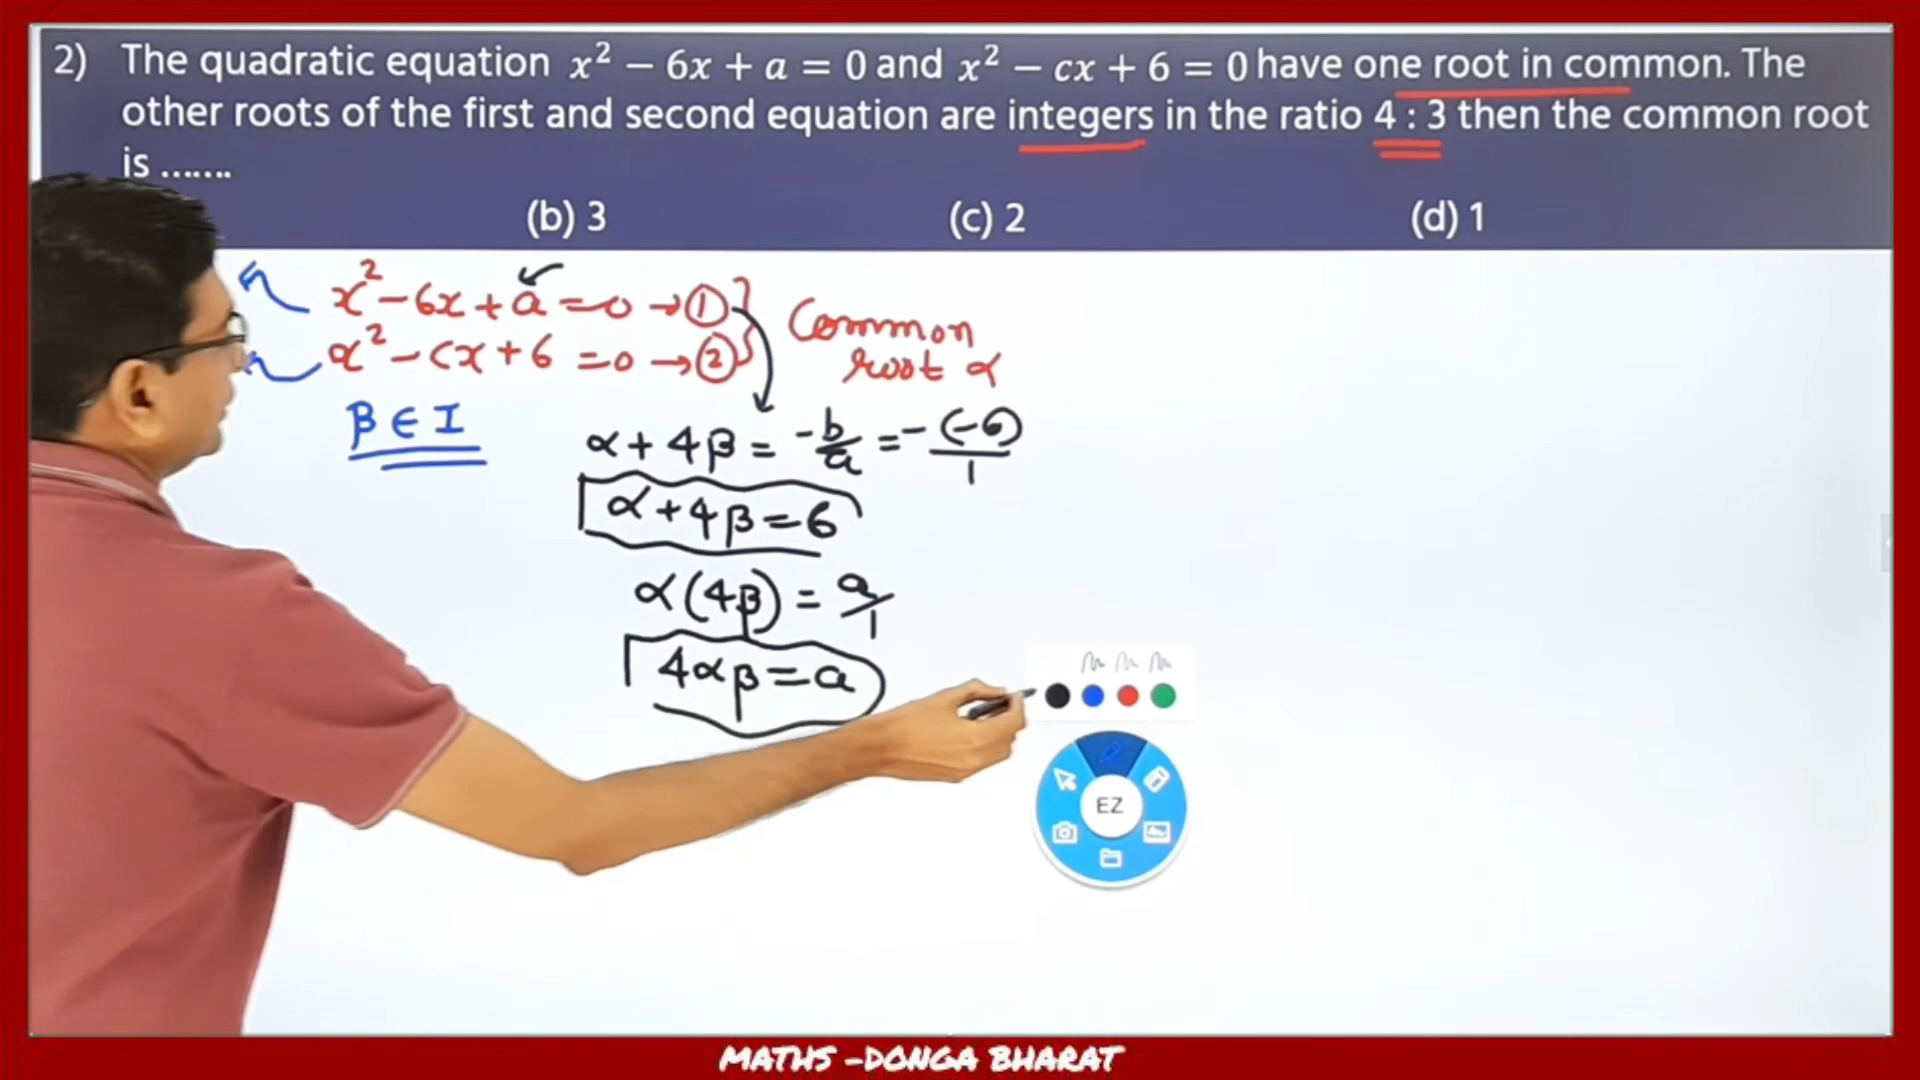 2) The quadratic equation x² − 6x + a = 0 and x² − cx + 6 = 0 have one root in common. The
other roots of the first and second equation are integers in the ratio 4 : 3 then the common root
is .......
(b) 3 (c) 2 (d) 1
x² − 6x + a = 0 → ①
x² − cx + 6 = 0 → ②
Common
root α
β ∈ I
α + 4β = -b/a = -(-6)/1
α + 4β = 6
α(4β) = a/1
4αβ = a
EZ
MATHS -DONGA BHARAT